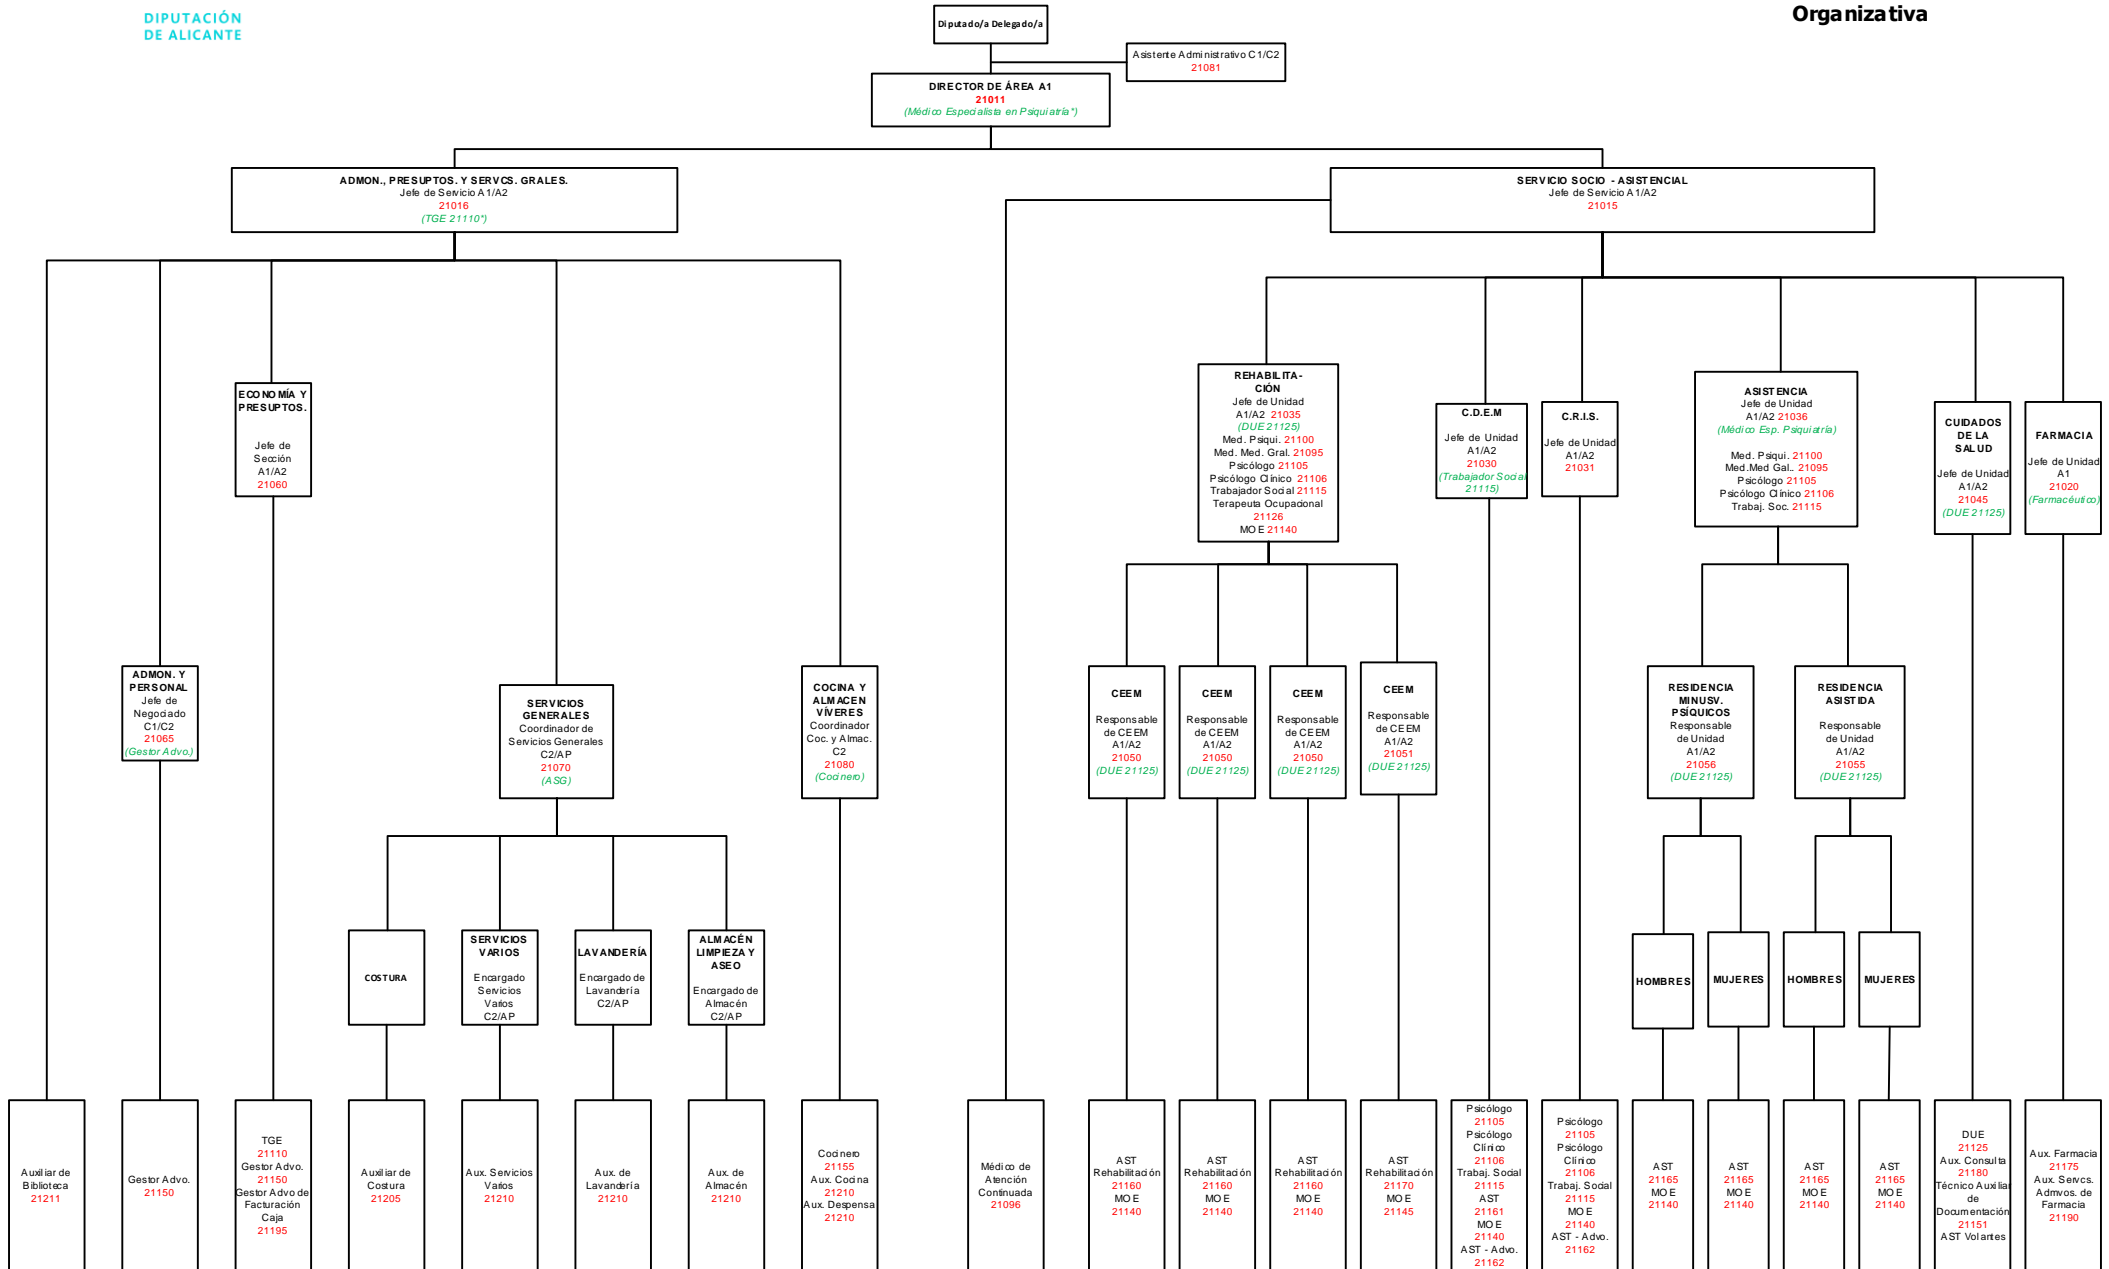 DIPUTACIÓN
DE ALICANTE
Organizativa
Diputado/a Delegado/a
Asistente Administrativo C1/C2
21081
DIRECTOR DE ÁREA A1
21011
(Médico Especialista en Psiquiatría*)
ADMON., PRESUPTOS. Y SERVCS. GRALES.
Jefe de Servicio A1/A2
21016
(TGE 21110*)
SERVICIO SOCIO - ASISTENCIAL
Jefe de Servicio A1/A2
21015
ECONOMÍA Y
PRESUPTOS.
Jefe de
Sección
A1/A2
21060
REHABILITA-
CIÓN
Jefe de Unidad
A1/A2 21035
(DUE 21125)
Med. Psiqui. 21100
Med. Med. Gral. 21095
Psicólogo 21105
Psicólogo Clínico 21106
Trabajador Social 21115
Terapeuta Ocupacional
21126
MOE 21140
C.D.E.M
Jefe de Unidad
A1/A2
21030
(Trabajador Social
21115)
C.R.I.S.
Jefe de Unidad
A1/A2
21031
ASISTENCIA
Jefe de Unidad
A1/A2 21036
(Médico Esp. Psiquiatría)
Med. Psiqui. 21100
Med.Med Gal.. 21095
Psicólogo 21105
Psicólogo Clínico 21106
Trabaj. Soc. 21115
CUIDADOS
DE LA
SALUD
Jefe de Unidad
A1/A2
21045
(DUE 21125)
FARMACIA
Jefe de Unidad
A1
21020
(Farmacéutico)
ADMON. Y
PERSONAL
Jefe de
Negociado
C1/C2
21065
(Gestor Advo.)
SERVICIOS
GENERALES
Coordinador de
Servicios Generales
C2/AP
21070
(ASG)
COCINA Y
ALMACEN
VÍVERES
Coordinador
Coc. y Almac.
C2
21080
(Cocinero)
CEEM
Responsable
de CEEM
A1/A2
21050
(DUE 21125)
CEEM
Responsable
de CEEM
A1/A2
21050
(DUE 21125)
CEEM
Responsable
de CEEM
A1/A2
21050
(DUE 21125)
CEEM
Responsable
de CEEM
A1/A2
21051
(DUE 21125)
RESIDENCIA
MINUSV.
PSÍQUICOS
Responsable
de Unidad
A1/A2
21056
(DUE 21125)
RESIDENCIA
ASISTIDA
Responsable
de Unidad
A1/A2
21055
(DUE 21125)
COSTURA
SERVICIOS
VARIOS
Encargado
Servicios
Varios
C2/AP
LAVANDERÍA
Encargado de
Lavandería
C2/AP
ALMACÉN
LIMPIEZA Y
ASEO
Encargado de
Almacén
C2/AP
HOMBRES
MUJERES
HOMBRES
MUJERES
Auxiliar de
Biblioteca
21211
Gestor Advo.
21150
TGE
21110
Gestor Advo.
21150
Gestor Advo de
Facturación
Caja
21195
Auxiliar de
Costura
21205
Aux. Servicios
Varios
21210
Aux. de
Lavandería
21210
Aux. de
Almacén
21210
Cocinero
21155
Aux. Cocina
21210
Aux. Despensa
21210
Médico de
Atención
Continuada
21096
AST
Rehabilitación
21160
MOE
21140
AST
Rehabilitación
21160
MOE
21140
AST
Rehabilitación
21160
MOE
21140
AST
Rehabilitación
21170
MOE
21145
Psicólogo
21105
Psicólogo
Clínico
21106
Trabaj. Social
21115
AST
21161
MOE
21140
AST - Advo.
21162
Psicólogo
21105
Psicólogo
Clínico
21106
Trabaj. Social
21115
MOE
21140
AST - Advo.
21162
AST
21165
MOE
21140
AST
21165
MOE
21140
AST
21165
MOE
21140
AST
21165
MOE
21140
DUE
21125
Aux. Consulta
21180
Técnico Auxiliar
de
Documentación
21151
AST Volantes
Aux. Farmacia
21175
Aux. Servcs.
Admvos. de
Farmacia
21190